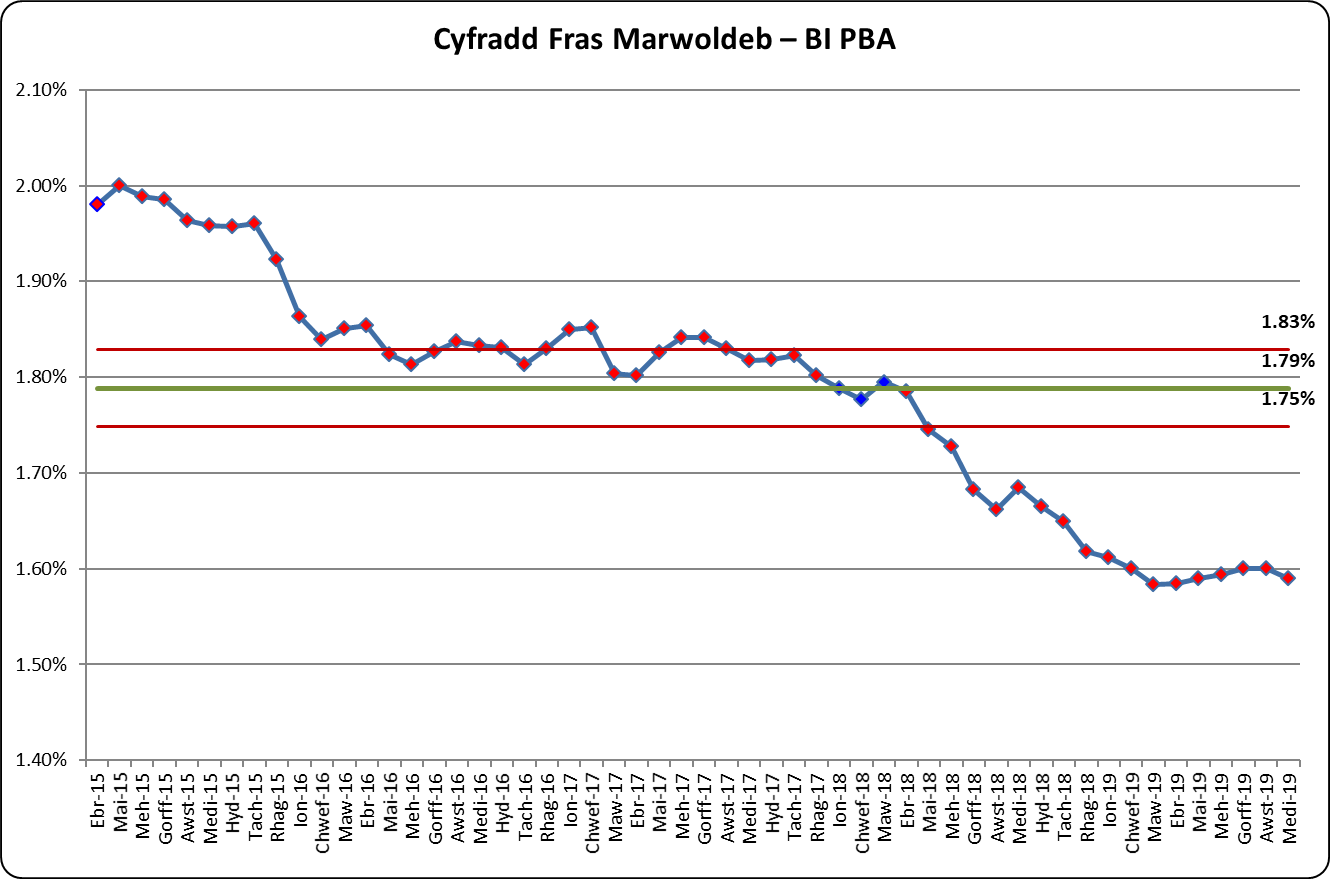 Cyfradd Fras Marwoldeb – BI PBA
2.10%
2.00%
1.90%
1.80%
1.70%
1.60%
1.50%
1.40%
1.83%
1.79%
1.75%
Ebr-15
Mai-15
Meh-15
Gorff-15
Awst-15
Medi-15
Hyd-15
Tach-15
Rhag-15
Ion-16
Chwef-16
Maw-16
Ebr-16
Mai-16
Meh-16
Gorff-16
Awst-16
Medi-16
Hyd-16
Tach-16
Rhag-16
Ion-17
Chwef-17
Maw-17
Ebr-17
Mai-17
Meh-17
Gorff-17
Awst-17
Medi-17
Hyd-17
Tach-17
Rhag-17
Ion-18
Chwef-18
Maw-18
Ebr-18
Mai-18
Meh-18
Gorff-18
Awst-18
Medi-18
Hyd-18
Tach-18
Rhag-18
Ion-19
Chwef-19
Maw-19
Ebr-19
Mai-19
Meh-19
Gorff-19
Awst-19
Medi-19